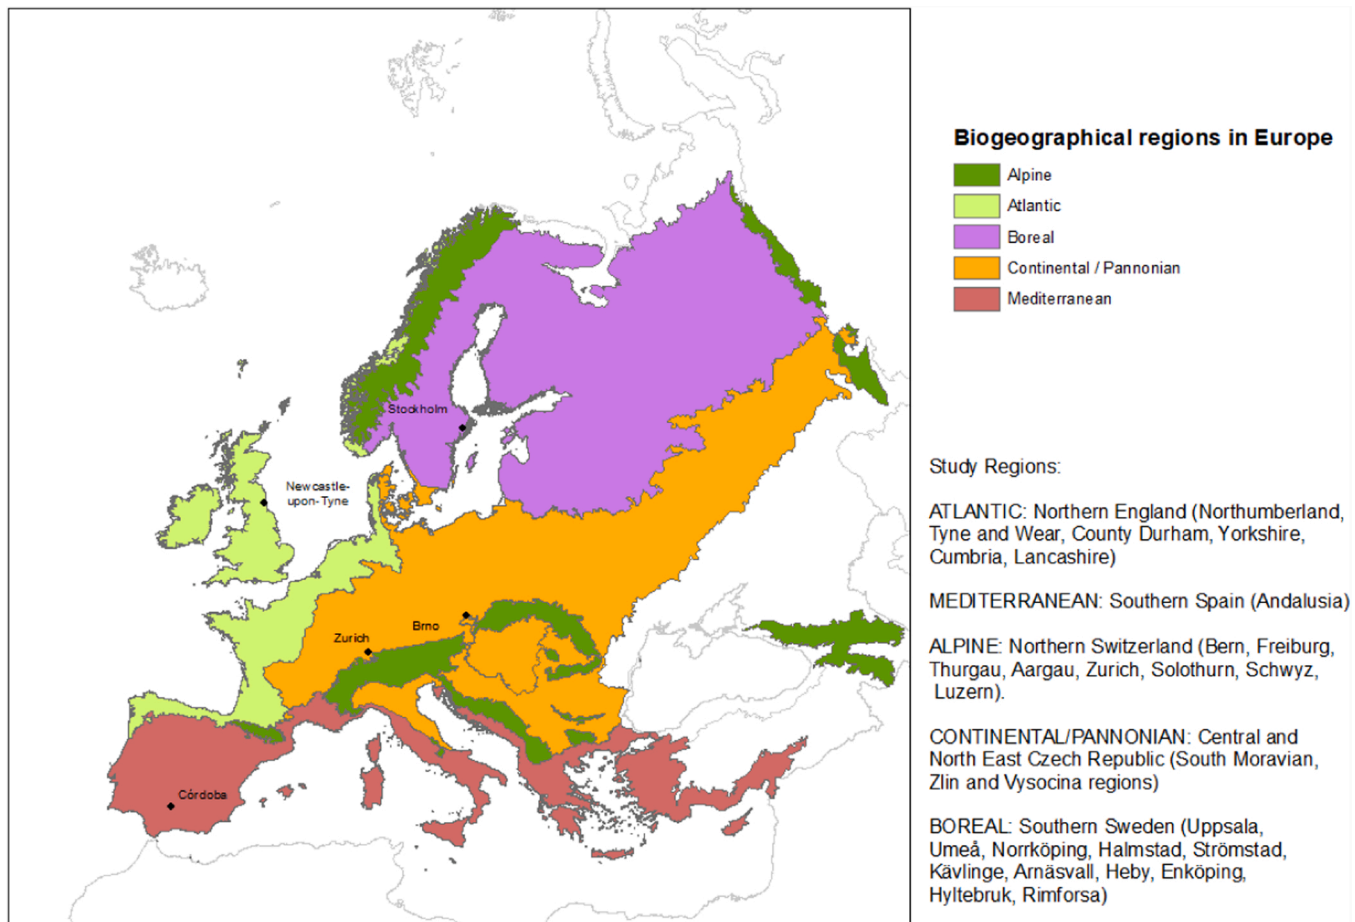 Biogeographical regions in Europe
Alpine
Atlantic
Boreal
Continental / Pannonian
Mediterranean
Stockholm
Newcastle-
upon-Tyne
Brno
Zurich
Córdoba
Study Regions:
ATLANTIC: Northern England (Northumberland,
Tyne and Wear, County Durham, Yorkshire,
Cumbria, Lancashire)
MEDITERRANEAN: Southern Spain (Andalusia)
ALPINE: Northern Switzerland (Bern, Freiburg,
Thurgau, Aargau, Zurich, Solothurn, Schwyz,
Luzern).
CONTINENTAL/PANNONIAN: Central and
North East Czech Republic (South Moravian,
Zlin and Vysocina regions)
BOREAL: Southern Sweden (Uppsala,
Umeå, Norrköping, Halmstad, Strömstad,
Kävlinge, Arnäsvall, Heby, Enköping,
Hyltebruk, Rimforsa)